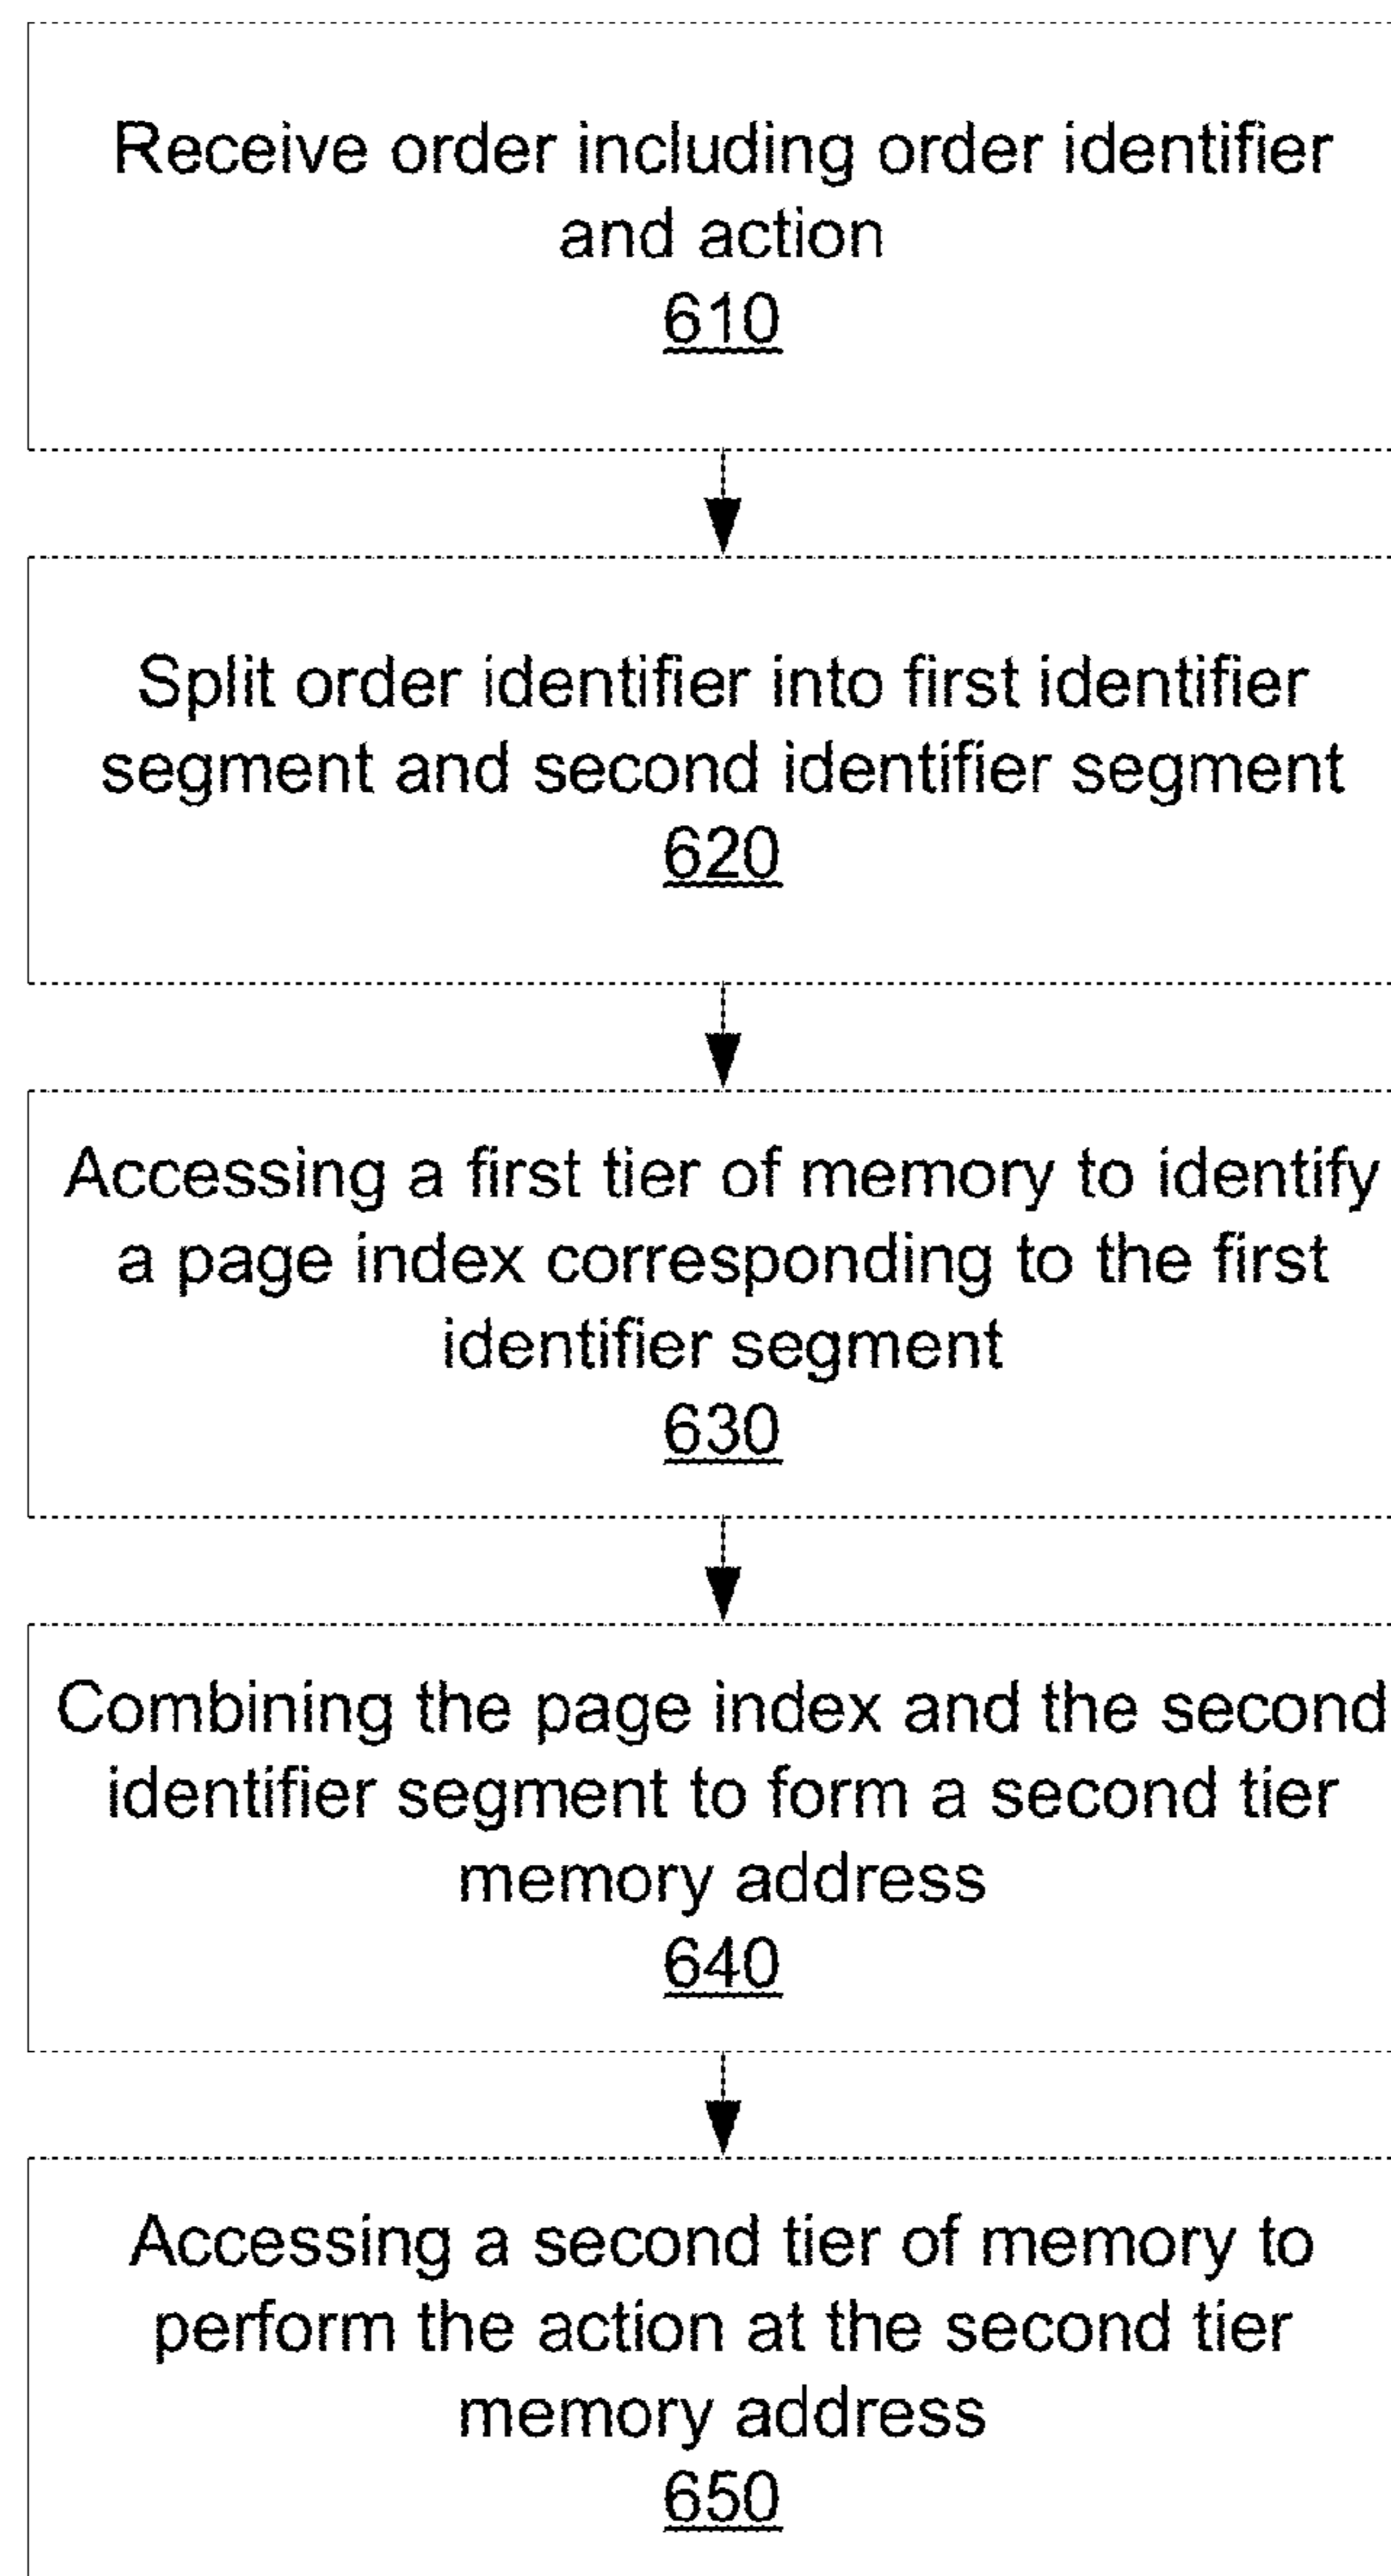 Receive order including order identifier
and action
610
Split order identifier into first identifier
segment and second identifier segment
620
Accessing a first tier of memory to identify
a page index corresponding to the first
identifier segment
630
Combining the page index and the second
identifier segment to form a second tier
memory address
640
Accessing a second tier of memory to
perform the action at the second tier
memory address
650